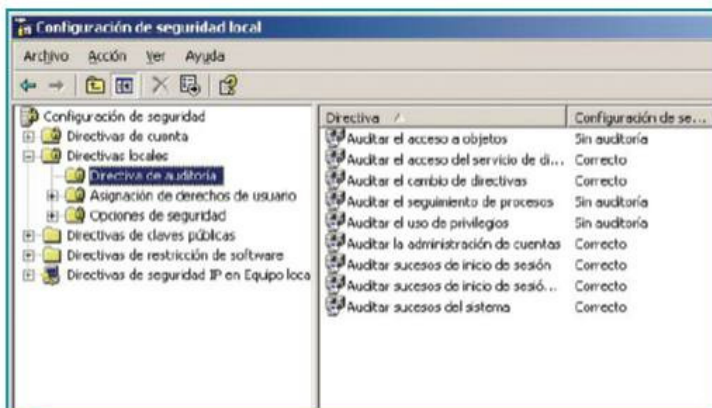 Configuración de seguridad local
Archivo Acción Ver Ayuda
Configuración de seguridad
Directivas de cuenta
Directivas locales
Directiva de auditoría
Asignación de derechos de usuario
Opciones de seguridad
Directivas de claves públicas
Directivas de restricción de software
Directivas de seguridad IP en Equipo loca
Directiva Configuración de se...
Auditar el acceso a objetos Sin auditoría
Auditar el acceso del servicio de di... Correcto
Auditar el cambio de directivas Correcto
Auditar el seguimiento de procesos Sin auditoría
Auditar el uso de privilegios Sin auditoría
Auditar la administración de cuentas Correcto
Auditar sucesos de inicio de sesión Correcto
Auditar sucesos de inicio de sesió... Correcto
Auditar sucesos del sistema Correcto